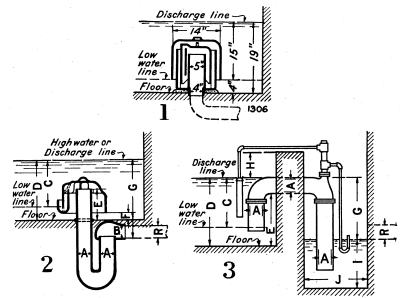 Discharge line
14"
Low
water
line
15"
19"
5"
4"
4"
Floor
1306
1
High water or
Discharge line
D
C
G
Low
water
line
E
Floor
F
B
R
A
A
2
Discharge
line
H
A
D
C
A
G
Low
water
line
E
R
A
I
Floor
J
3